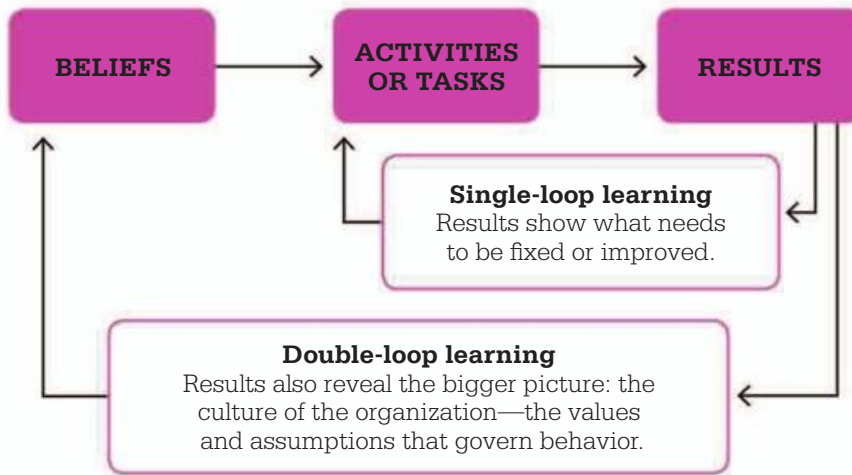 BELIEFS
ACTIVITIES
OR TASKS
RESULTS
Single-loop learning
Results show what needs
to be fixed or improved.
Double-loop learning
Results also reveal the bigger picture: the
culture of the organization—the values
and assumptions that govern behavior.